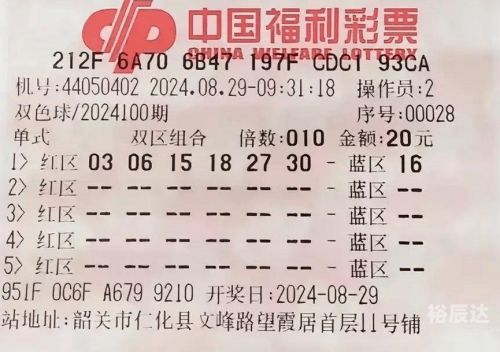 中国福利彩票
CHINA WELFARE LOTTERY
212F 6A70 6B47 197F CDC1 93CA
机号:44050402 2024.08.29-09:31:18 操作员:2
双色球/2024100期 序号:00028
单式 双区组合 倍数:010 金额:20元
1> 红区 03 06 15 18 27 30 - 蓝区 16
2> 红区 -- -- -- -- -- -- - 蓝区 --
3> 红区 -- -- -- -- -- -- - 蓝区 --
4> 红区 -- -- -- -- -- -- - 蓝区 --
5> 红区 -- -- -- -- -- -- - 蓝区 --
951F 0C6F A679 9210 开奖日:2024-08-29
站地址:韶关市仁化县文峰路望霞居首层11号铺
裕辰达